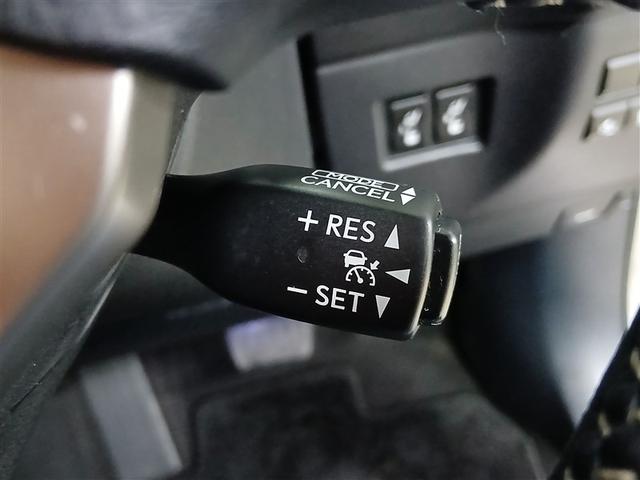 MODE
CANCEL
+ RES
- SET